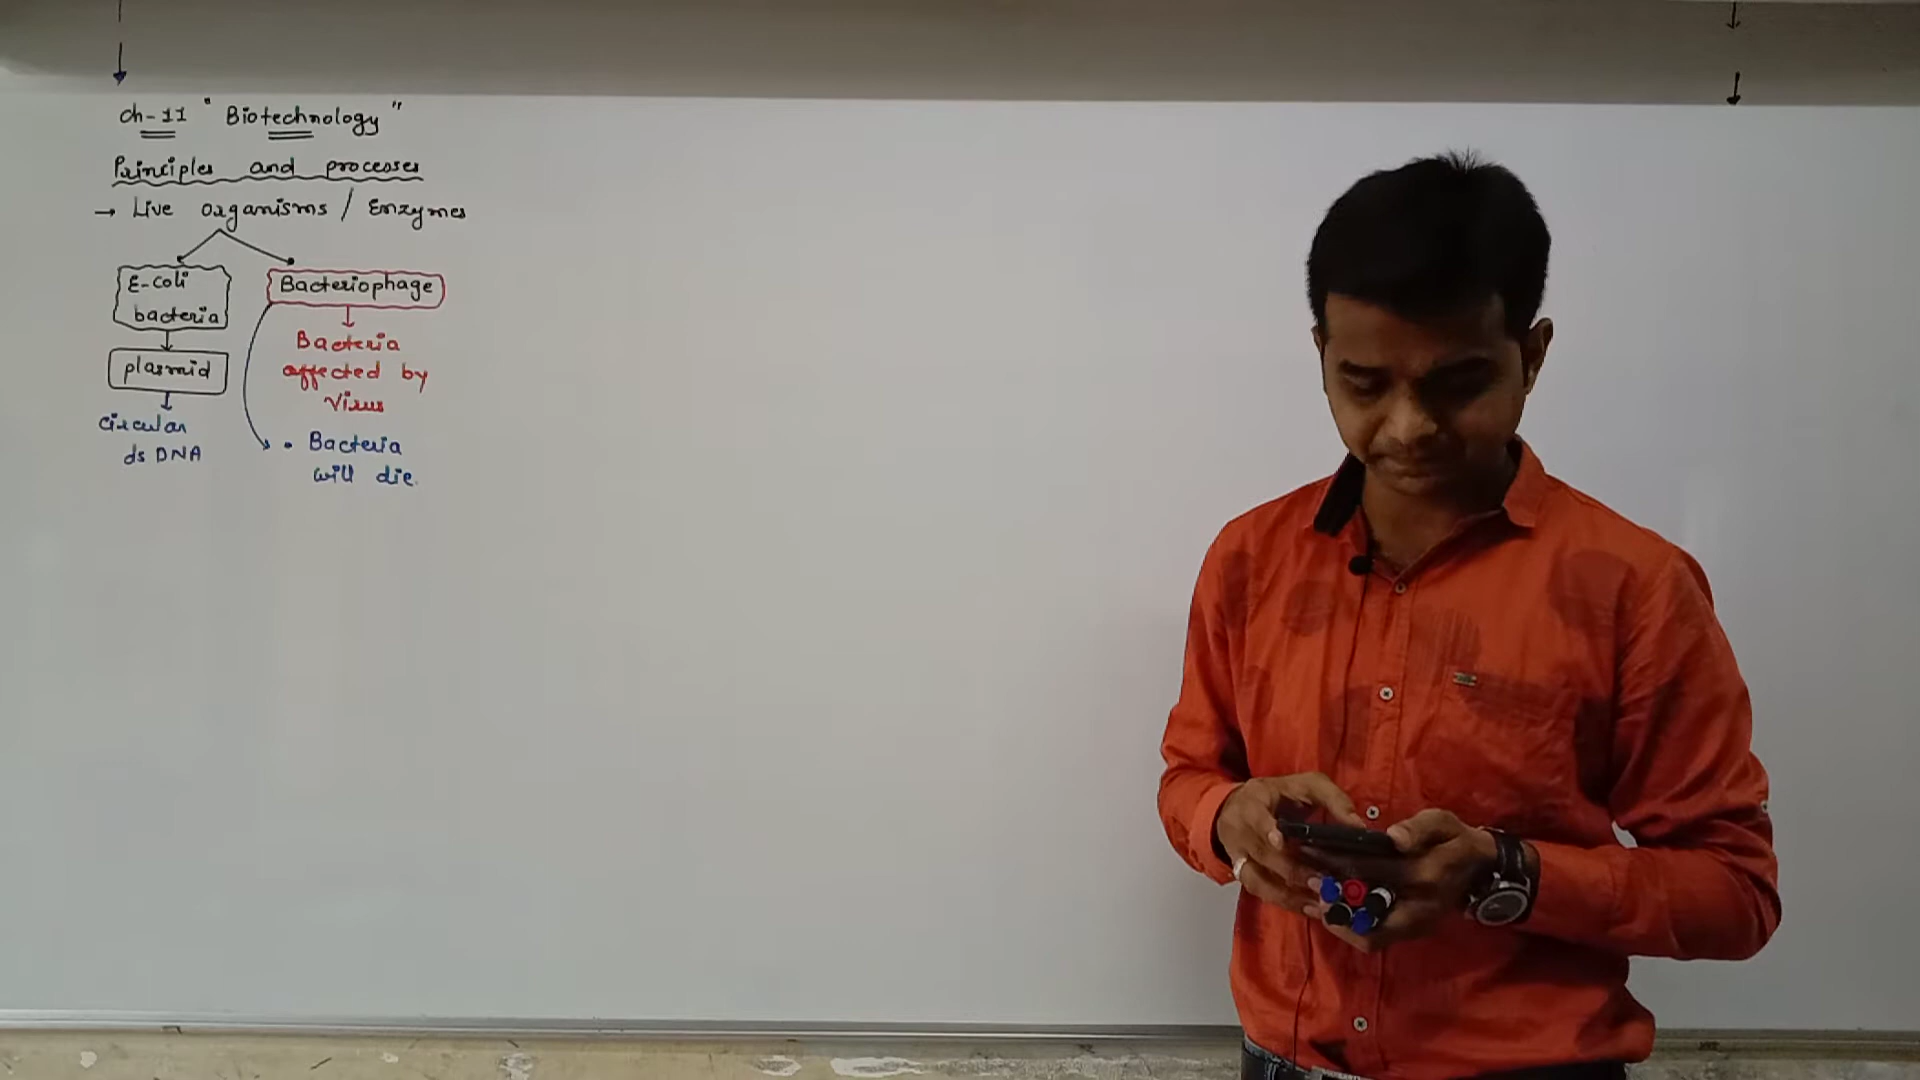 ch-11 "Biotechnology"
Principles and processes
→ Live organisms / Enzymes
E-coli
bacteria
Bacteriophage
plasmid
Bacteria
affected by
Virus
circular
ds DNA
• Bacteria
will die.